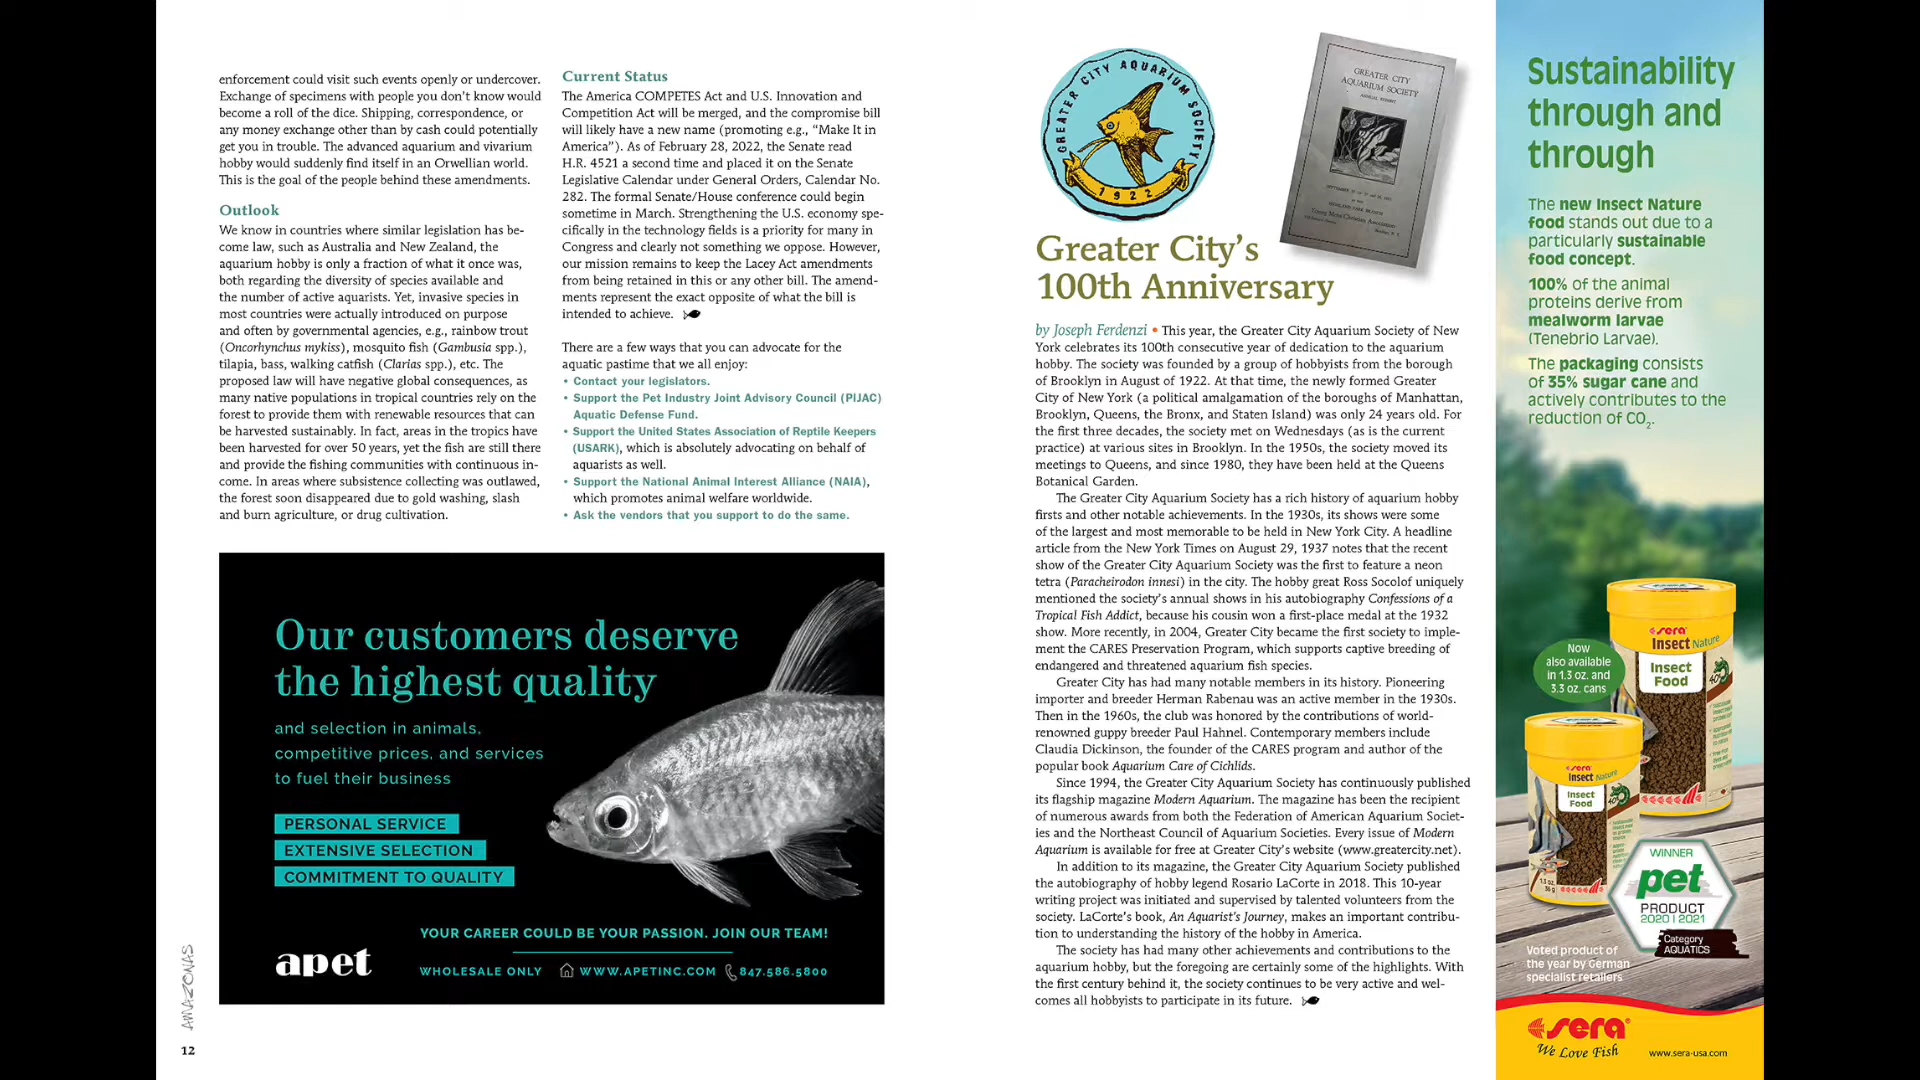 enforcement could visit such events openly or undercover.
Exchange of specimens with people you don't know would
become a roll of the dice. Shipping, correspondence, or
any money exchange other than by cash could potentially
get you in trouble. The advanced aquarium and vivarium
hobby would suddenly find itself in an Orwellian world.
This is the goal of the people behind these amendments.
Outlook
We know in countries where similar legislation has be-
come law, such as Australia and New Zealand, the
aquarium hobby is only a fraction of what it once was,
both regarding the diversity of species available and
the number of active aquarists. Yet, invasive species in
most countries were actually introduced on purpose
and often by governmental agencies, e.g., rainbow trout
(Oncorhynchus mykiss), mosquito fish (Gambusia spp.),
tilapia, bass, walking catfish (Clarias spp.), etc. The
proposed law will have negative global consequences, as
many native populations in tropical countries rely on the
forest to provide them with renewable resources that can
be harvested sustainably. In fact, areas in the tropics have
been harvested for over 50 years, yet the fish are still there
and provide the fishing communities with continuous in-
come. In areas where subsistence collecting was outlawed,
the forest soon disappeared due to gold washing, slash
and burn agriculture, or drug cultivation.
Current Status
The America COMPETES Act and U.S. Innovation and
Competition Act will be merged, and the compromise bill
will likely have a new name (promoting e.g., “Make It in
America”). As of February 28, 2022, the Senate read
H.R. 4521 a second time and placed it on the Senate
Legislative Calendar under General Orders, Calendar No.
282. The formal Senate/House conference could begin
sometime in March. Strengthening the U.S. economy spe-
cifically in the technology fields is a priority for many in
Congress and clearly not something we oppose. However,
our mission remains to keep the Lacey Act amendments
from being retained in this or any other bill. The amend-
ments represent the exact opposite of what the bill is
intended to achieve.
There are a few ways that you can advocate for the
aquatic pastime that we all enjoy:
• Contact your legislators.
• Support the Pet Industry Joint Advisory Council (PIJAC)
Aquatic Defense Fund.
• Support the United States Association of Reptile Keepers
(USARK), which is absolutely advocating on behalf of
aquarists as well.
• Support the National Animal Interest Alliance (NAIA),
which promotes animal welfare worldwide.
• Ask the vendors that you support to do the same.
Our customers deserve
the highest quality
and selection in animals,
competitive prices, and services
to fuel their business
PERSONAL SERVICE
EXTENSIVE SELECTION
COMMITMENT TO QUALITY
YOUR CAREER COULD BE YOUR PASSION. JOIN OUR TEAM!
apet
WHOLESALE ONLY WWW.APETINC.COM 847.586.5800
AMAZONAS
12
GREATER CITY AQUARIUM SOCIETY
1922
GREATER CITY
AQUARIUM SOCIETY
Young Men's Christian Association
Greater City's
100th Anniversary
by Joseph Ferdenzi • This year, the Greater City Aquarium Society of New
York celebrates its 100th consecutive year of dedication to the aquarium
hobby. The society was founded by a group of hobbyists from the borough
of Brooklyn in August of 1922. At that time, the newly formed Greater
City of New York (a political amalgamation of the boroughs of Manhattan,
Brooklyn, Queens, the Bronx, and Staten Island) was only 24 years old. For
the first three decades, the society met on Wednesdays (as is the current
practice) at various sites in Brooklyn. In the 1950s, the society moved its
meetings to Queens, and since 1980, they have been held at the Queens
Botanical Garden.
The Greater City Aquarium Society has a rich history of aquarium hobby
firsts and other notable achievements. In the 1930s, its shows were some
of the largest and most memorable to be held in New York City. A headline
article from the New York Times on August 29, 1937 notes that the recent
show of the Greater City Aquarium Society was the first to feature a neon
tetra (Paracheirodon innesi) in the city. The hobby great Ross Socolof uniquely
mentioned the society's annual shows in his autobiography Confessions of a
Tropical Fish Addict, because his cousin won a first-place medal at the 1932
show. More recently, in 2004, Greater City became the first society to imple-
ment the CARES Preservation Program, which supports captive breeding of
endangered and threatened aquarium fish species.
Greater City has had many notable members in its history. Pioneering
importer and breeder Herman Rabenau was an active member in the 1930s.
Then in the 1960s, the club was honored by the contributions of world-
renowned guppy breeder Paul Hahnel. Contemporary members include
Claudia Dickinson, the founder of the CARES program and author of the
popular book Aquarium Care of Cichlids.
Since 1994, the Greater City Aquarium Society has continuously published
its flagship magazine Modern Aquarium. The magazine has been the recipient
of numerous awards from both the Federation of American Aquarium Societ-
ies and the Northeast Council of Aquarium Societies. Every issue of Modern
Aquarium is available for free at Greater City's website (www.greatercity.net).
In addition to its magazine, the Greater City Aquarium Society published
the autobiography of hobby legend Rosario LaCorte in 2018. This 10-year
writing project was initiated and supervised by talented volunteers from the
society. LaCorte's book, An Aquarist's Journey, makes an important contribu-
tion to understanding the history of the hobby in America.
The society has had many other achievements and contributions to the
aquarium hobby, but the foregoing are certainly some of the highlights. With
the first century behind it, the society continues to be very active and wel-
comes all hobbyists to participate in its future.
Sustainability
through and
through
The new Insect Nature
food stands out due to a
particularly sustainable
food concept.
100% of the animal
proteins derive from
mealworm larvae
(Tenebrio Larvae).
The packaging consists
of 35% sugar cane and
actively contributes to the
reduction of CO₂.
Now
also available
in 1.3 oz. and
3.3 oz. cans
sera
Insect Nature
Insect
Food
sera
Insect Nature
Insect
Food
WINNER
pet
PRODUCT
2020 | 2021
Category
AQUATICS
Voted product of
the year by German
specialist retailers
sera
We Love Fish
www.sera-usa.com